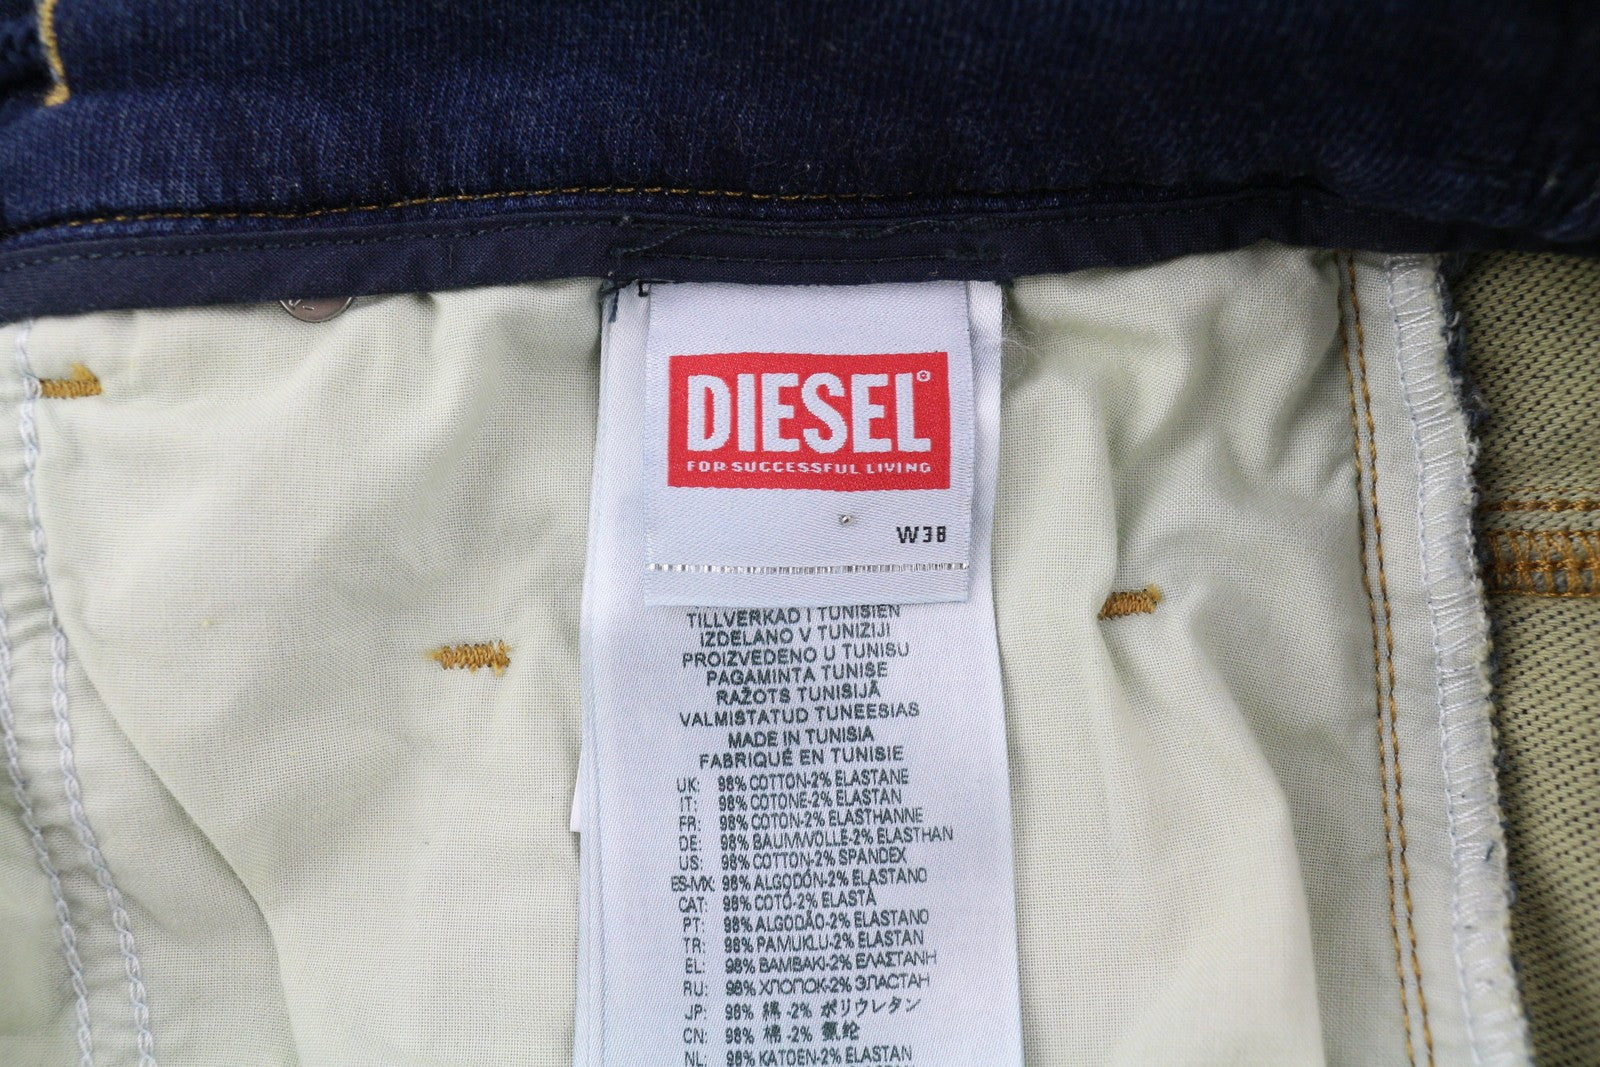 DIESEL®
FOR SUCCESSFUL LIVING
W38
TILLVERKAD I TUNISIEN
IZDELANO V TUNIZIJI
PROIZVEDENO U TUNISU
PAGAMINTA TUNISE
RAŽOTS TUNISIJĀ
VALMISTATUD TUNEESIAS
MADE IN TUNISIA
FABRIQUÉ EN TUNISIE
UK: 98% COTTON-2% ELASTANE
IT: 98% COTONE-2% ELASTAN
FR: 98% COTON-2% ELASTHANNE
DE: 98% BAUMWOLLE-2% ELASTHAN
US: 98% COTTON-2% SPANDEX
ES-MX: 98% ALGODÓN-2% ELASTANO
CAT: 98% COTÓ-2% ELASTÀ
PT: 98% ALGODÃO-2% ELASTANO
TR: 98% PAMUKLU-2% ELASTAN
EL: 98% ΒΑΜΒΑΚΙ-2% ΕΛΑΣΤΑΝΗ
RU: 98% ХЛОПОК-2% ЭЛАСТАН
JP: 98% 綿 -2% ポリウレタン
CN: 98% 棉 -2% 氨纶
NL: 98% KATOEN-2% ELASTAN